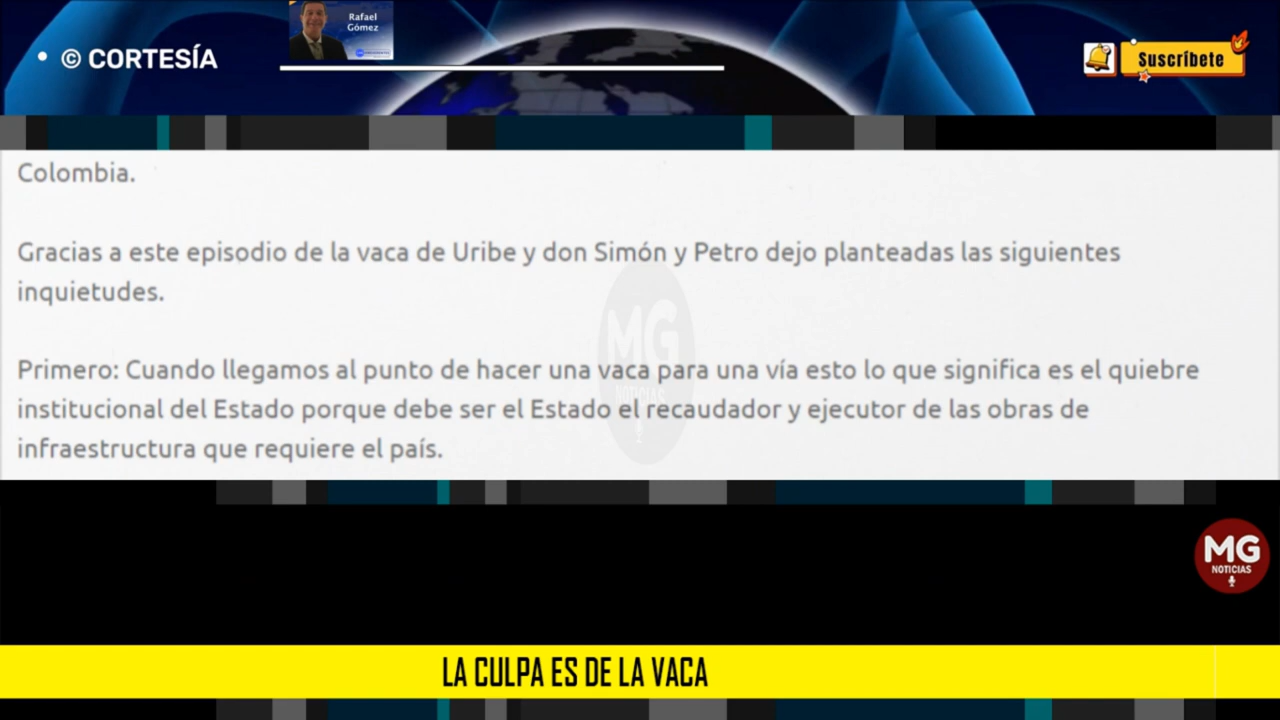 • © CORTESÍA
Rafael
Gómez
Suscríbete
Colombia.
Gracias a este episodio de la vaca de Uribe y don Simón y Petro dejo planteadas las siguientes
inquietudes.
Primero: Cuando llegamos al punto de hacer una vaca para una vía esto lo que significa es el quiebre
institucional del Estado porque debe ser el Estado el recaudador y ejecutor de las obras de
infraestructura que requiere el país.
MG
NOTICIAS
MG
NOTICIAS
LA CULPA ES DE LA VACA